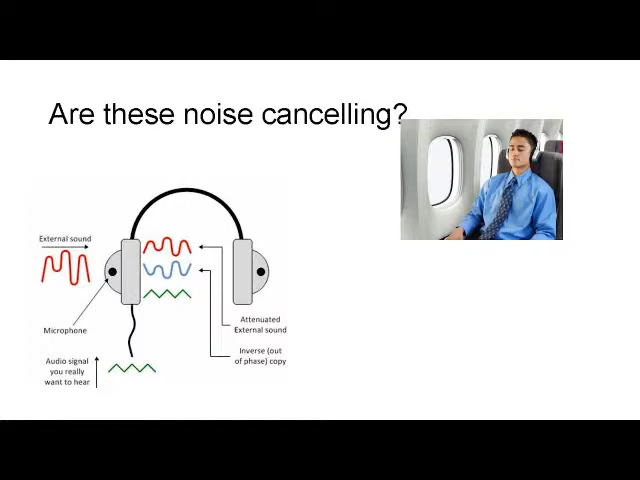 Are these noise cancelling?
External sound
Microphone
Audio signal
you really
want to hear
Attenuated
External sound
Inverse (out
of phase) copy